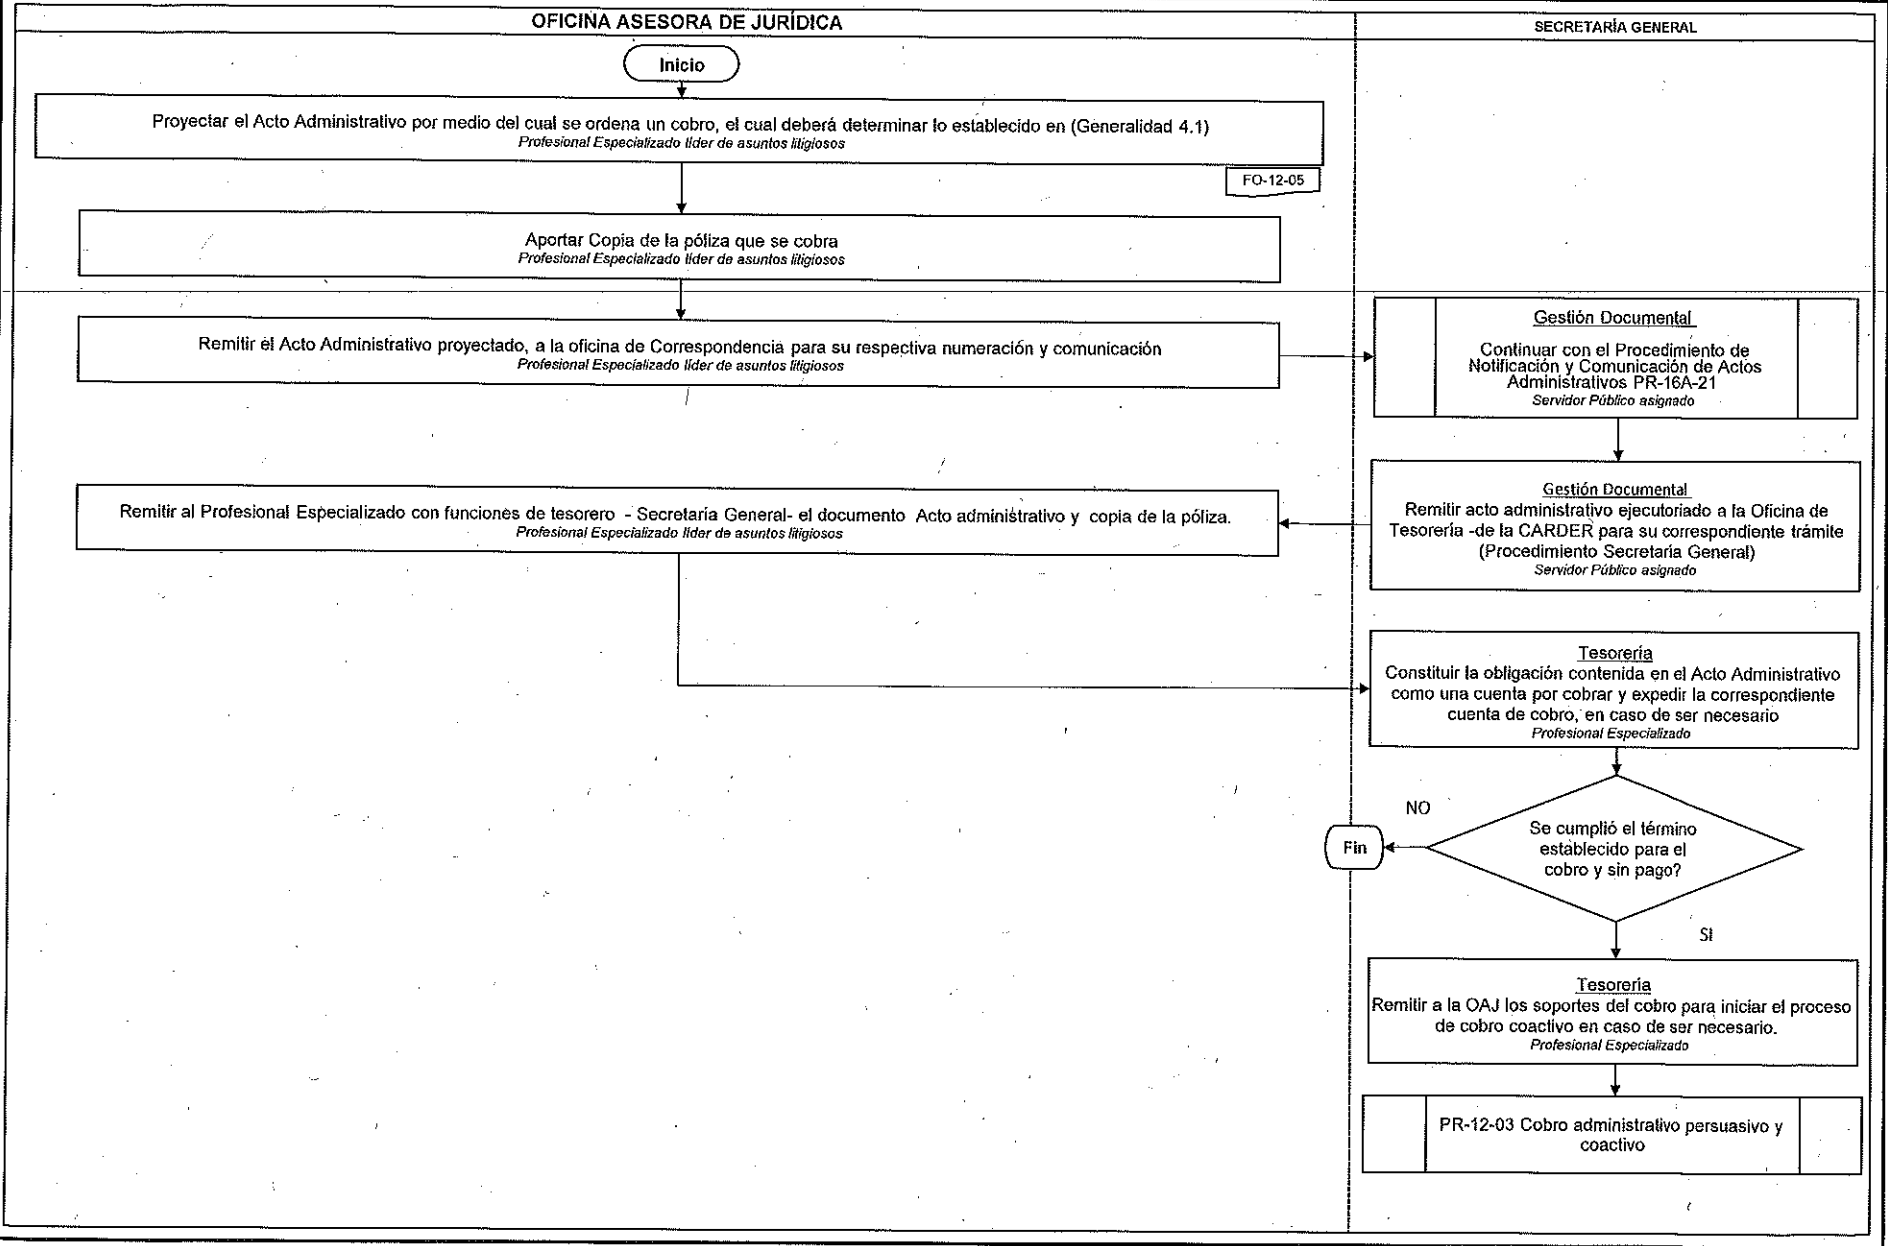 OFICINA ASESORA DE JURÍDICA
SECRETARÍA GENERAL
Inicio
Proyectar el Acto Administrativo por medio del cual se ordena un cobro, el cual deberá determinar lo establecido en (Generalidad 4.1)
Profesional Especializado líder de asuntos litigiosos
FO-12-05
Aportar Copia de la póliza que se cobra
Profesional Especializado líder de asuntos litigiosos
Remitir el Acto Administrativo proyectado, a la oficina de Correspondencia para su respectiva numeración y comunicación
Profesional Especializado líder de asuntos litigiosos
Gestión Documental
Continuar con el Procedimiento de
Notificación y Comunicación de Actos
Administrativos PR-16A-21
Servidor Público asignado
Gestión Documental
Remitir acto administrativo ejecutoriado a la Oficina de
Tesorería -de la CARDER para su correspondiente trámite
(Procedimiento Secretaría General)
Servidor Público asignado
Remitir al Profesional Especializado con funciones de tesorero - Secretaría General- el documento Acto administrativo y copia de la póliza.
Profesional Especializado líder de asuntos litigiosos
Tesorería
Constituir la obligación contenida en el Acto Administrativo
como una cuenta por cobrar y expedir la correspondiente
cuenta de cobro, en caso de ser necesario
Profesional Especializado
NO
Se cumplió el término
establecido para el
cobro y sin pago?
Fin
SI
Tesorería
Remitir a la OAJ los soportes del cobro para iniciar el proceso
de cobro coactivo en caso de ser necesario.
Profesional Especializado
PR-12-03 Cobro administrativo persuasivo y
coactivo